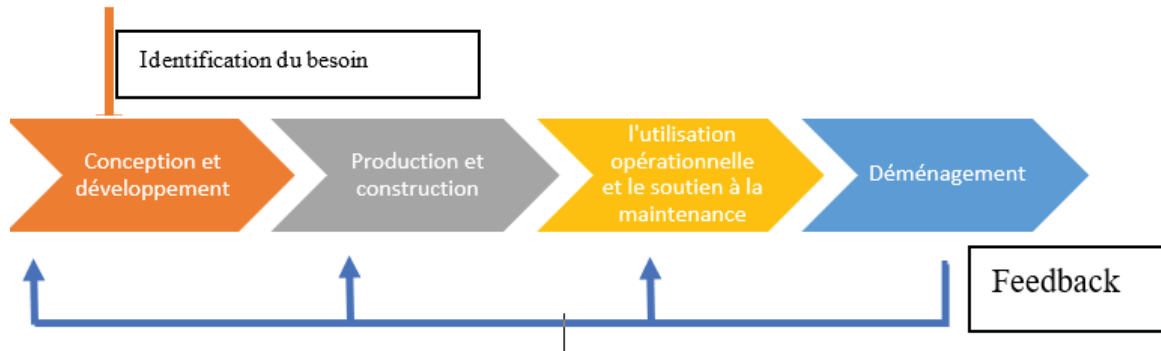 Identification du besoin
Conception et
développement
Production et
construction
l'utilisation
opérationnelle
et le soutien à la
maintenance
Déménagement
Feedback